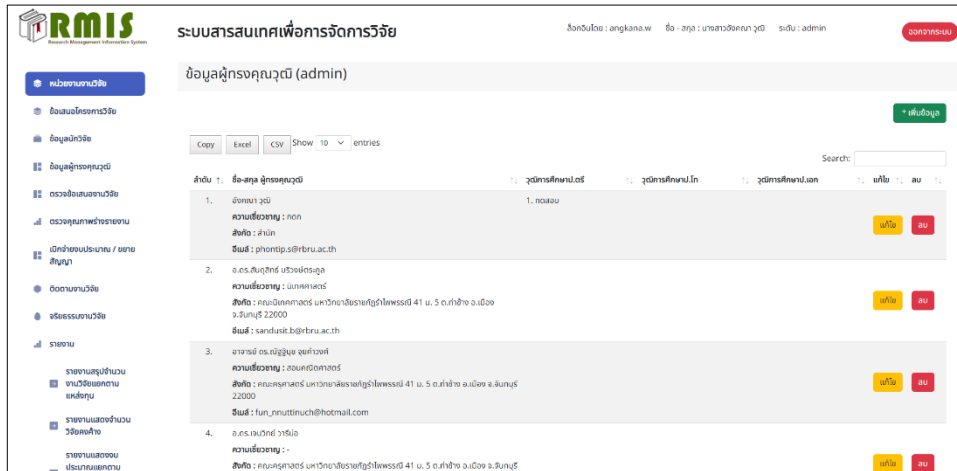 RMIS
Research Management Information System
ระบบสารสนเทศเพื่อการจัดการวิจัย
ล็อกอินโดย : angkana.w ชื่อ - สกุล : นางสาวอังคณา วุฒิ ระดับ : admin
ออกจากระบบ
หน่วยงานงานวิจัย
ข้อเสนอโครงการวิจัย
ข้อมูลนักวิจัย
ข้อมูลผู้ทรงคุณวุฒิ
ตรวจข้อเสนองานวิจัย
ตรวจคุณภาพร่างรายงาน
เบิกจ่ายงบประมาณ / ขยาย
สัญญา
ติดตามงานวิจัย
จริยธรรมงานวิจัย
รายงาน
รายงานสรุปจำนวน
งานวิจัยแยกตาม
แหล่งทุน
รายงานแสดงจำนวน
วิจัยคงค้าง
รายงานแสดงงบ
ประมาณแยกตาม
ข้อมูลผู้ทรงคุณวุฒิ (admin)
+ เพิ่มข้อมูล
Copy Excel CSV Show 10 entries
Search:
ลำดับ ชื่อ-สกุล ผู้ทรงคุณวุฒิ วุฒิการศึกษาป.ตรี วุฒิการศึกษาป.โท วุฒิการศึกษาป.เอก แก้ไข ลบ
1. อังคณา วุฒิ 1. ทดสอบ
ความเชี่ยวชาญ : กดก
สังกัด : สำนัก
อีเมล์ : phontip.s@rbru.ac.th
แก้ไข ลบ
2. อ.ดร.สัณฐสิทธิ์ บริวงษ์ตระกูล
ความเชี่ยวชาญ : นิเทศศาสตร์
สังกัด : คณะนิเทศศาสตร์ มหาวิทยาลัยราชภัฏรำไพพรรณี 41 ม. 5 ต.ท่าช้าง อ.เมือง
จ.จันทบุรี 22000
อีเมล์ : sandusit.b@rbru.ac.th
แก้ไข ลบ
3. อาจารย์ ดร.ณัฐฐินุช จุยคำวงศ์
ความเชี่ยวชาญ : สอนคณิตศาสตร์
สังกัด : คณะครุศาสตร์ มหาวิทยาลัยราชภัฏรำไพพรรณี 41 ม. 5 ต.ท่าช้าง อ.เมือง จ.จันทบุรี
22000
อีเมล์ : fun_nnuttinuch@hotmail.com
แก้ไข ลบ
4. อ.ดร.เจนวิทย์ วารีบ่อ
ความเชี่ยวชาญ : -
สังกัด : คณะครุศาสตร์ มหาวิทยาลัยราชภัฏรำไพพรรณี 41 ม. 5 ต.ท่าช้าง อ.เมือง จ.จันทบุรี
แก้ไข ลบ